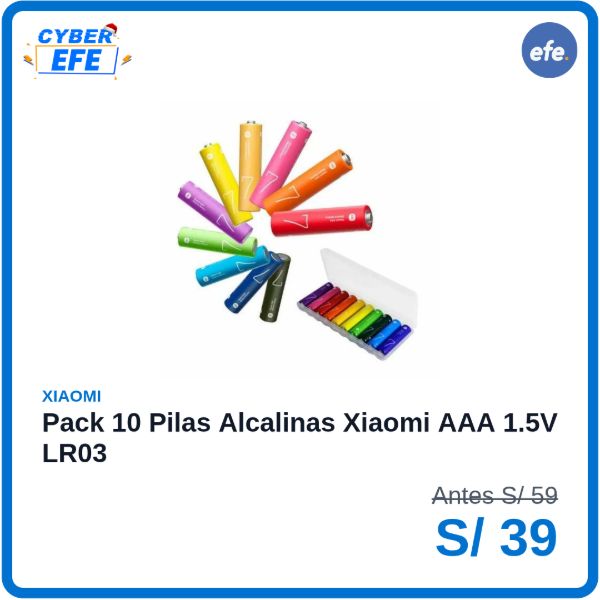 CYBER
EFE
efe.
XIAOMI
Pack 10 Pilas Alcalinas Xiaomi AAA 1.5V
LR03
Antes S/ 59
S/ 39